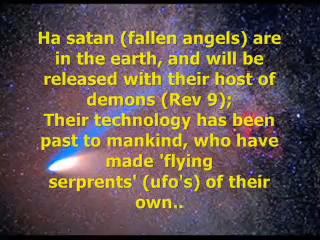 Ha satan (fallen angels) are
in the earth, and will be
released with their host of
demons (Rev 9);
Their technology has been
past to mankind, who have
made 'flying
serprents' (ufo's) of their
own..